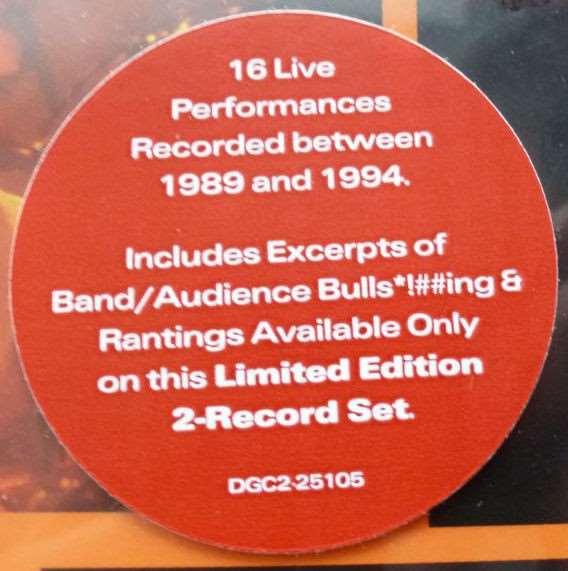 16 Live
Performances
Recorded between
1989 and 1994.
Includes Excerpts of
Band/Audience Bulls*!##ing &
Rantings Available Only
on this Limited Edition
2-Record Set.
DGC2-25105